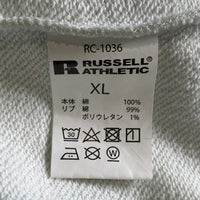 RC-1036
RUSSELL
ATHLETIC
XL
本体 綿 100%
リブ 綿 99%
ポリウレタン 1%